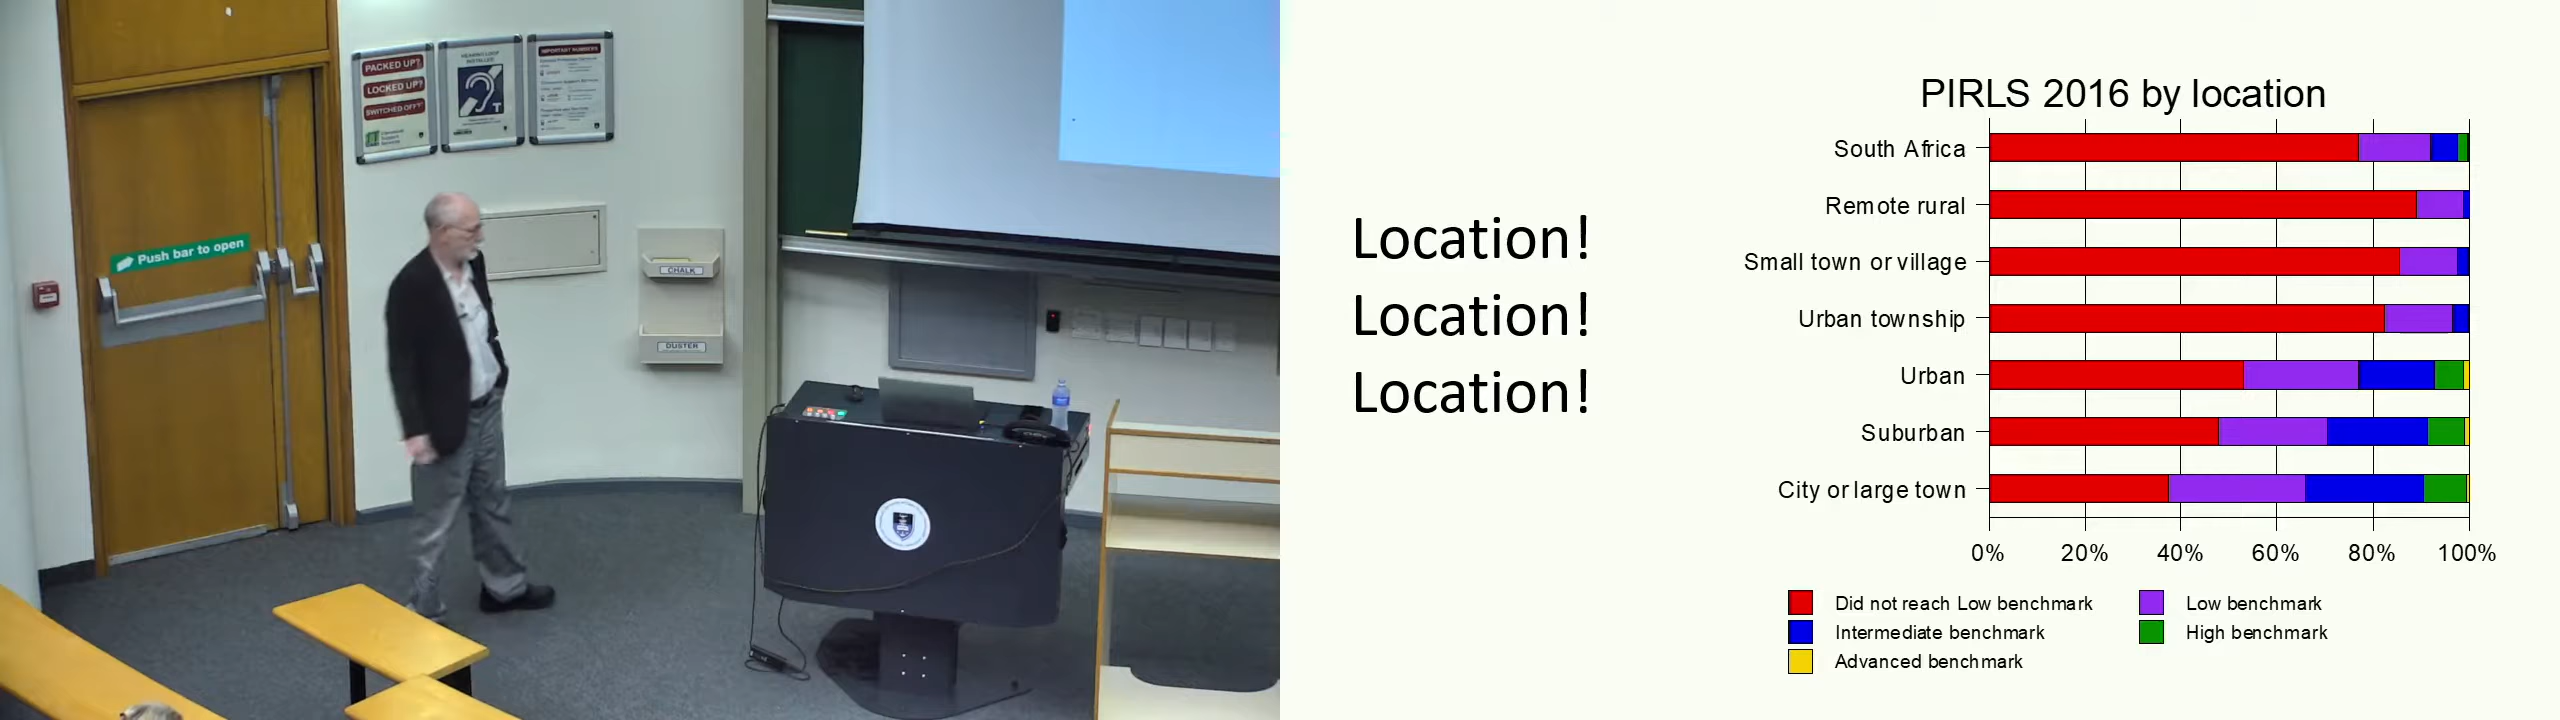 PACKED UP?
LOCKED UP?
SWITCHED OFF?
HEARING LOOP
INSTALLED
T
IMPORTANT NUMBERS
Push bar to open
CHALK
DUSTER
Location!
Location!
Location!
PIRLS 2016 by location
South Africa
Remote rural
Small town or village
Urban township
Urban
Suburban
City or large town
0% 20% 40% 60% 80% 100%
Did not reach Low benchmark
Low benchmark
Intermediate benchmark
High benchmark
Advanced benchmark